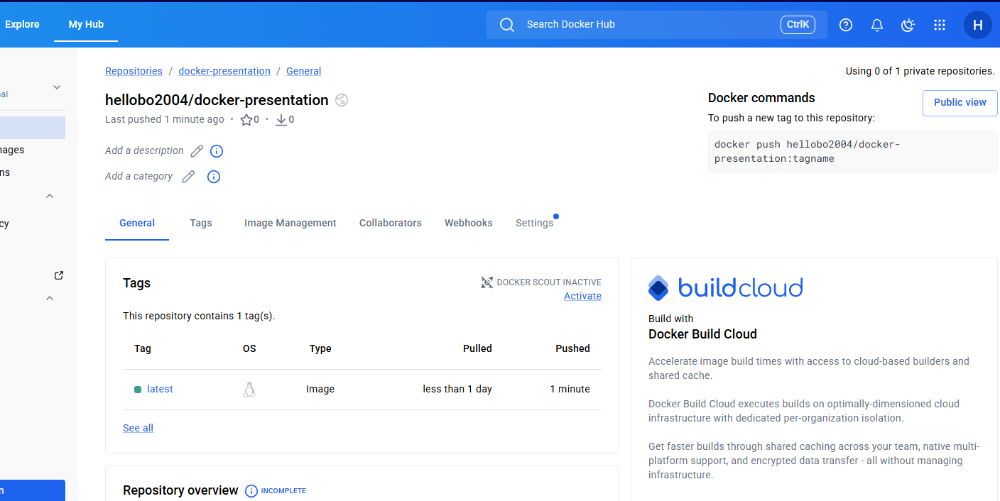 Explore
My Hub
Search Docker Hub
CtrlK
H
Repositories / docker-presentation / General
Using 0 of 1 private repositories.
hellobo2004/docker-presentation
Last pushed 1 minute ago · 0 · 0
Add a description
Add a category
Docker commands
Public view
To push a new tag to this repository:
docker push hellobo2004/docker-
presentation:tagname
General
Tags
Image Management
Collaborators
Webhooks
Settings
Tags
DOCKER SCOUT INACTIVE
Activate
This repository contains 1 tag(s).
Tag OS Type Pulled Pushed
latest Image less than 1 day 1 minute
See all
Repository overview INCOMPLETE
buildcloud
Build with
Docker Build Cloud
Accelerate image build times with access to cloud-based builders and
shared cache.
Docker Build Cloud executes builds on optimally-dimensioned cloud
infrastructure with dedicated per-organization isolation.
Get faster builds through shared caching across your team, native multi-
platform support, and encrypted data transfer - all without managing
infrastructure.